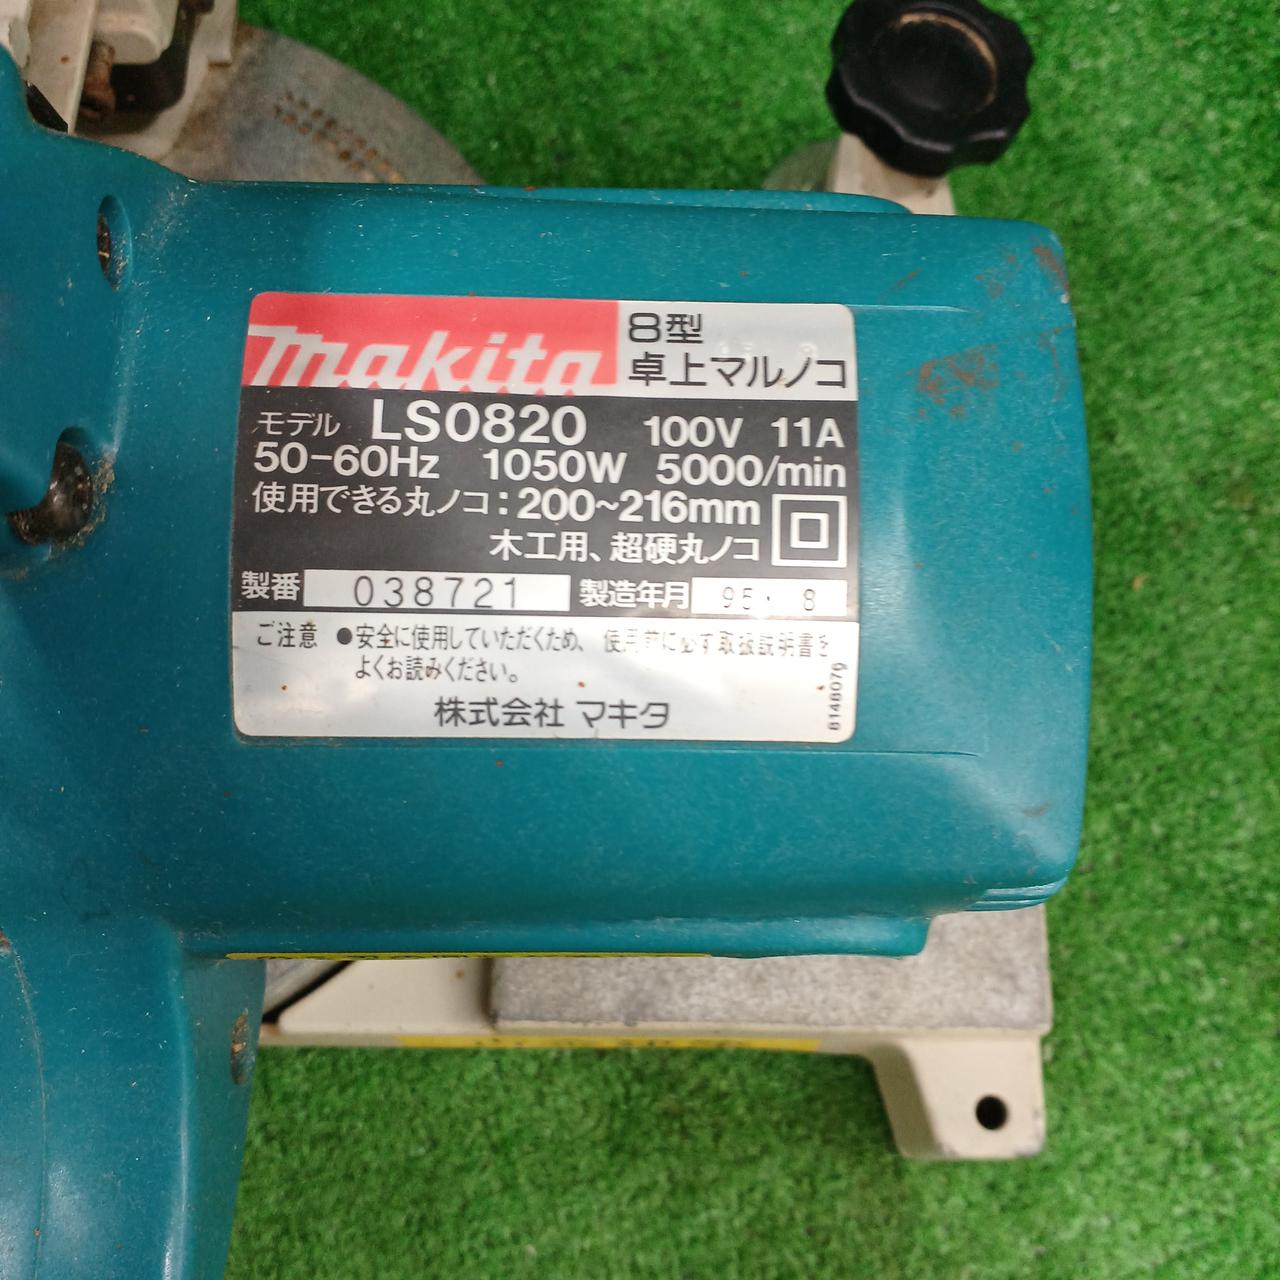 makita
8型
卓上マルノコ
モデル LS0820 100V 11A
50-60Hz 1050W 5000/min
使用できる丸ノコ:200~216mm
木工用、超硬丸ノコ
製番 038721 製造年月 95. 8
ご注意 ●安全に使用していただくため、使用前に必ず取扱説明書を
よくお読みください。
株式会社 マキタ
814807G